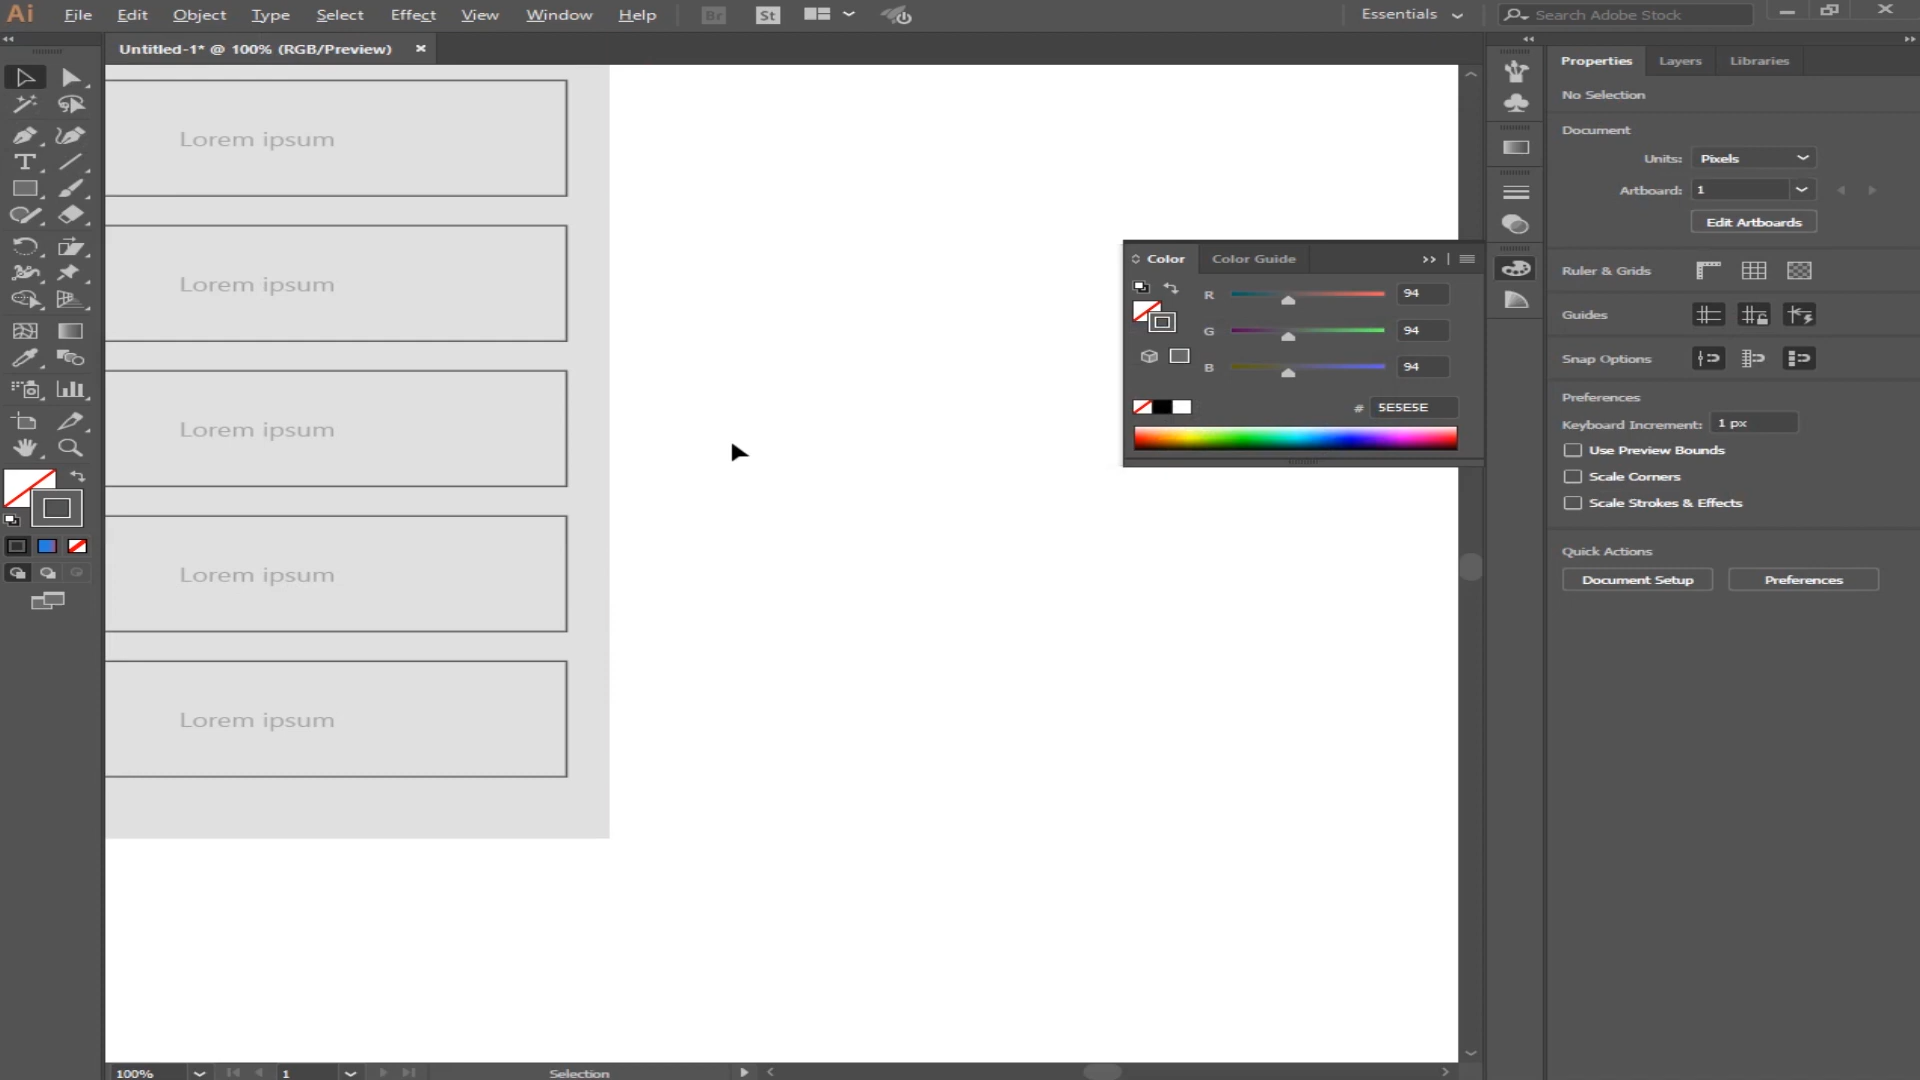 Ai File Edit Object Type Select Effect View Window Help Br St Essentials Search Adobe Stock
Untitled-1* @ 100% (RGB/Preview)
Lorem ipsum
Lorem ipsum
Lorem ipsum
Lorem ipsum
Lorem ipsum
Color Color Guide
R 94
G 94
B 94
# 5E5E5E
Properties Layers Libraries
No Selection
Document
Units: Pixels
Artboard: 1
Edit Artboards
Ruler & Grids
Guides
Snap Options
Preferences
Keyboard Increment: 1 px
Use Preview Bounds
Scale Corners
Scale Strokes & Effects
Quick Actions
Document Setup Preferences
100% 1 Selection